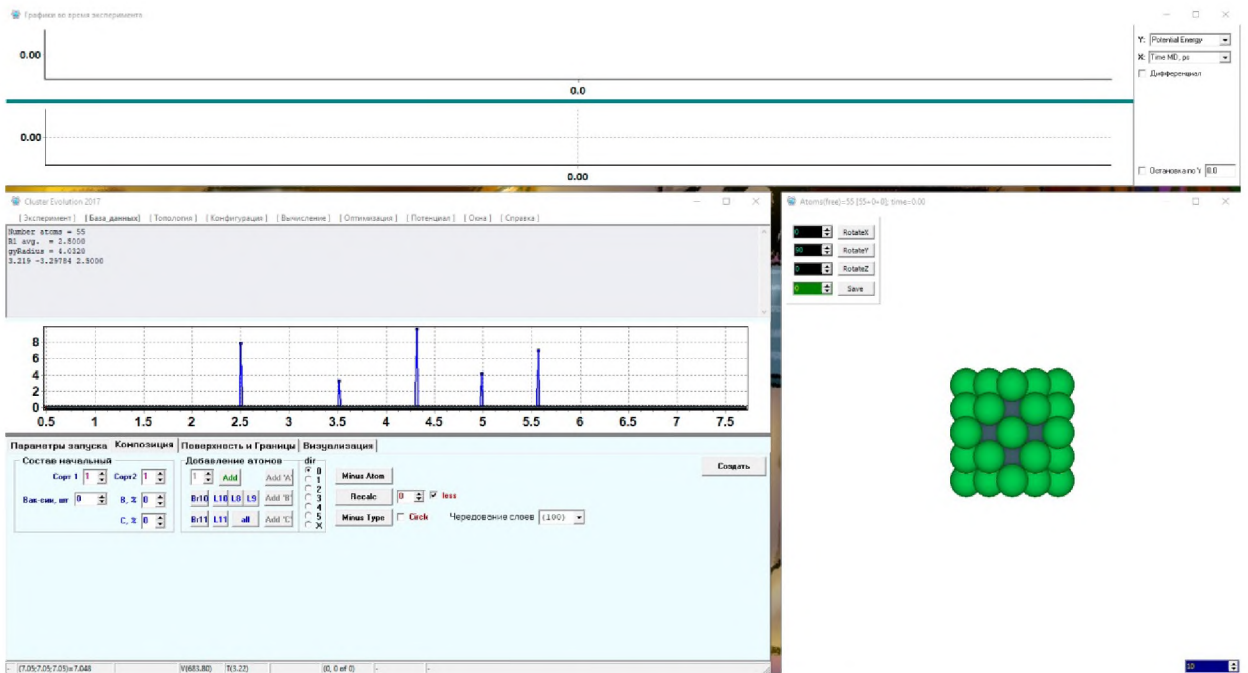 Графики во время эксперимента
0.00
0.0
0.00
0.00
Y: Potential Energy
X: Time MD, ps
Дифференциал
Остановка по Y 0.0
Cluster Evolution 2017
[Эксперимент] [База_данных] [Топология] [Конфигурация] [Вычисление] [Оптимизация] [Потенциал] [Окна] [Справка]
Number atoms = 55
R1 avg. = 2.5000
gyRadius = 4.0320
3.219 -3.29784 2.5000
8
6
4
2
0
0.5 1 1.5 2 2.5 3 3.5 4 4.5 5 5.5 6 6.5 7 7.5
Параметры запуска Композиция Поверхность и Границы Визуализация
Состав начальный Добавление атомов dir
Сорт 1 1 Сорт2 1 1 Add Add 'A' 0 Minus Atom Создать
1
Вак-сии, шт 0 B, % 0 Br10 L10 L8 L9 Add 'B' 2 Recalc 0 less
3
4
C, % 0 Br11 L11 all Add 'C' 5 Minus Type Circle Чередование слоев (100)
X
- (7.05;7.05;7.05)=7.048 V(683.80) T(3.22) (0, 0 of 0) - -
Atoms(free)=55 [55+0+0]; time=0.00
0 RotateX
90 RotateY
0 RotateZ
0 Save
10